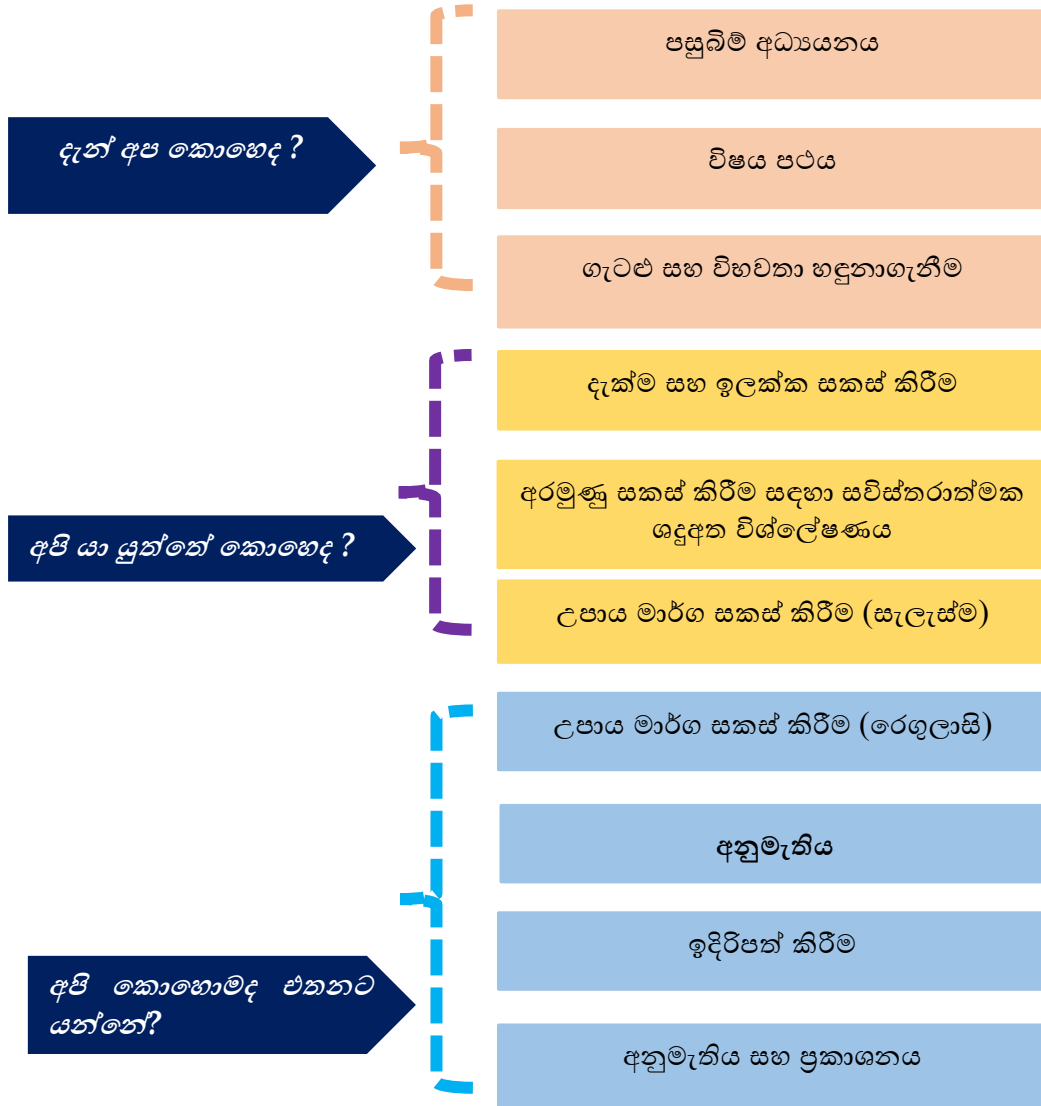 දැන් අප කොහෙද ?
පසුබිම් අධ්‍යයනය
විෂය පථය
ගැටළු සහ විභවතා හඳුනාගැනීම
අපි යා යුත්තේ කොහෙද ?
දැක්ම සහ ඉලක්ක සකස් කිරීම
අරමුණු සකස් කිරීම සඳහා සවිස්තරාත්මක
ශදුඅත විශ්ලේෂණය
උපාය මාර්ග සකස් කිරීම (සැලැස්ම)
අපි කොහොමද එතනට
යන්නේ?
උපාය මාර්ග සකස් කිරීම (රෙගුලාසි)
අනුමැතිය
ඉදිරිපත් කිරීම
අනුමැතිය සහ ප්‍රකාශනය